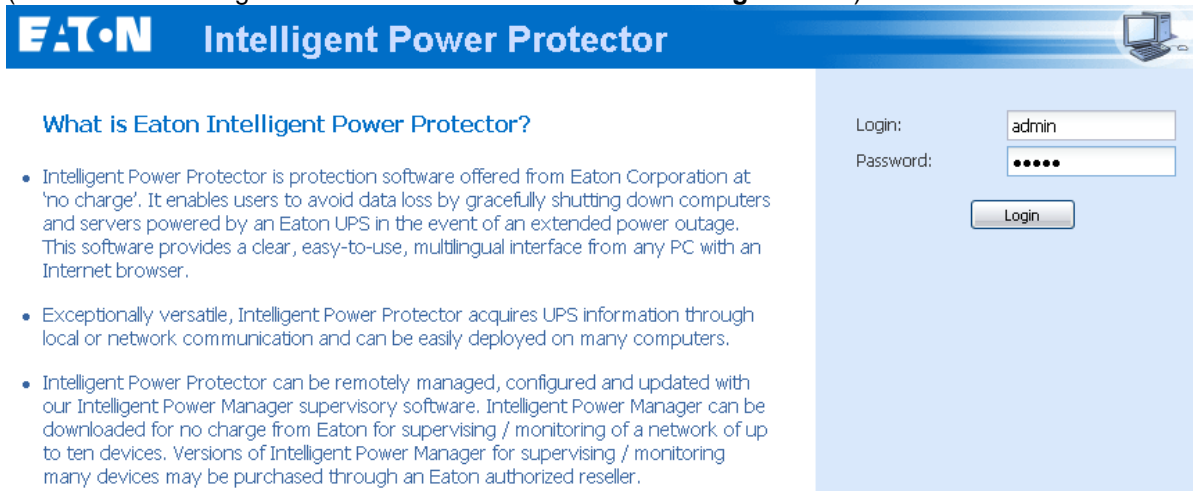 EATON Intelligent Power Protector
What is Eaton Intelligent Power Protector?
Login: admin
Password: •••••
Login
• Intelligent Power Protector is protection software offered from Eaton Corporation at
'no charge'. It enables users to avoid data loss by gracefully shutting down computers
and servers powered by an Eaton UPS in the event of an extended power outage.
This software provides a clear, easy-to-use, multilingual interface from any PC with an
Internet browser.
• Exceptionally versatile, Intelligent Power Protector acquires UPS information through
local or network communication and can be easily deployed on many computers.
• Intelligent Power Protector can be remotely managed, configured and updated with
our Intelligent Power Manager supervisory software. Intelligent Power Manager can be
downloaded for no charge from Eaton for supervising / monitoring of a network of up
to ten devices. Versions of Intelligent Power Manager for supervising / monitoring
many devices may be purchased through an Eaton authorized reseller.